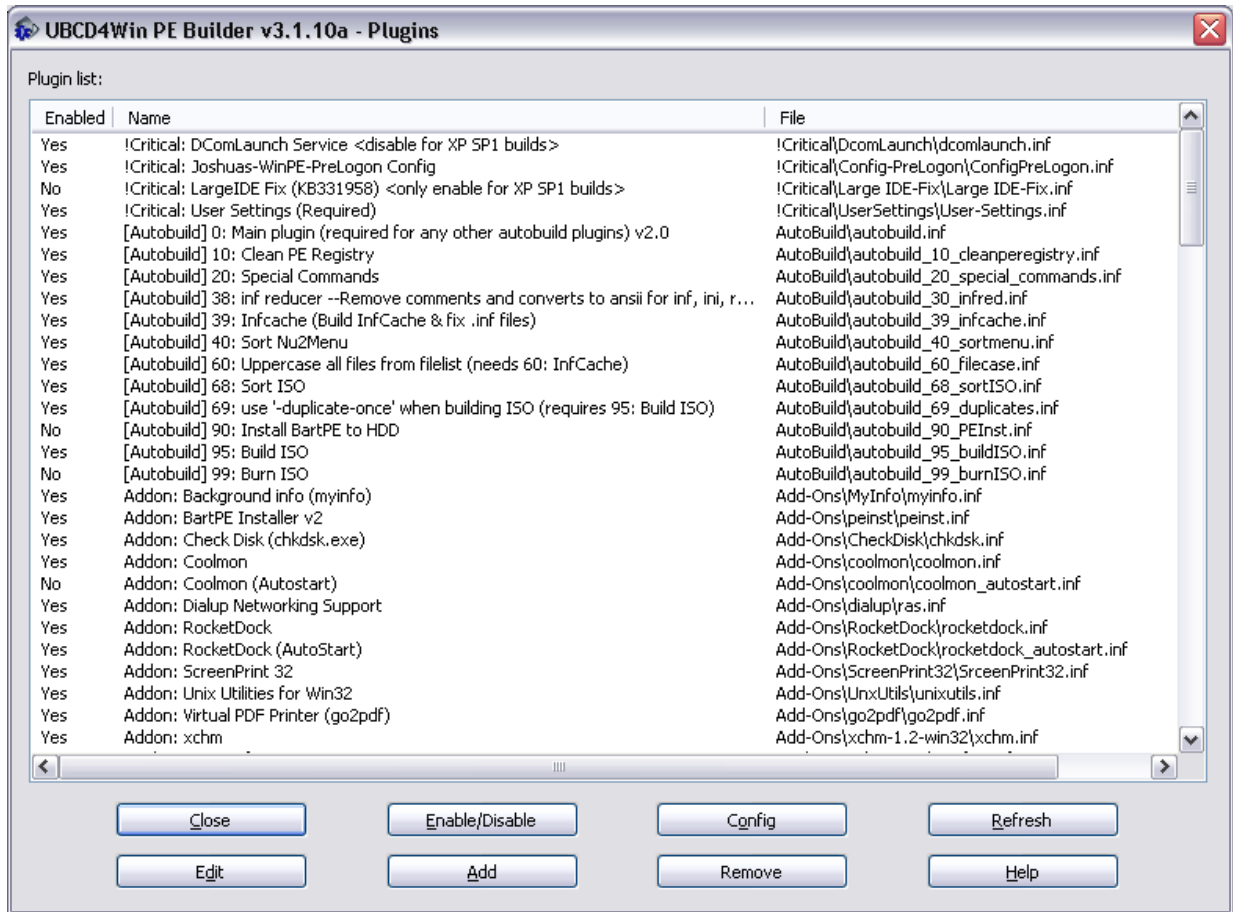 UBCD4Win PE Builder v3.1.10a - Plugins
Plugin list:
Enabled Name File
Yes !Critical: DComLaunch Service <disable for XP SP1 builds> !Critical\DcomLaunch\dcomlaunch.inf
Yes !Critical: Joshuas-WinPE-PreLogon Config !Critical\Config-PreLogon\ConfigPreLogon.inf
No !Critical: LargeIDE Fix (KB331958) <only enable for XP SP1 builds> !Critical\Large IDE-Fix\Large IDE-Fix.inf
Yes !Critical: User Settings (Required) !Critical\UserSettings\User-Settings.inf
Yes [Autobuild] 0: Main plugin (required for any other autobuild plugins) v2.0 AutoBuild\autobuild.inf
Yes [Autobuild] 10: Clean PE Registry AutoBuild\autobuild_10_cleanperegistry.inf
Yes [Autobuild] 20: Special Commands AutoBuild\autobuild_20_special_commands.inf
Yes [Autobuild] 38: inf reducer --Remove comments and converts to ansii for inf, ini, r... AutoBuild\autobuild_30_infred.inf
Yes [Autobuild] 39: Infcache (Build InfCache & fix .inf files) AutoBuild\autobuild_39_infcache.inf
Yes [Autobuild] 40: Sort Nu2Menu AutoBuild\autobuild_40_sortmenu.inf
Yes [Autobuild] 60: Uppercase all files from filelist (needs 60: InfCache) AutoBuild\autobuild_60_filecase.inf
Yes [Autobuild] 68: Sort ISO AutoBuild\autobuild_68_sortISO.inf
Yes [Autobuild] 69: use '-duplicate-once' when building ISO (requires 95: Build ISO) AutoBuild\autobuild_69_duplicates.inf
No [Autobuild] 90: Install BartPE to HDD AutoBuild\autobuild_90_PEInst.inf
Yes [Autobuild] 95: Build ISO AutoBuild\autobuild_95_buildISO.inf
No [Autobuild] 99: Burn ISO AutoBuild\autobuild_99_burnISO.inf
Yes Addon: Background info (myinfo) Add-Ons\MyInfo\myinfo.inf
Yes Addon: BartPE Installer v2 Add-Ons\peinst\peinst.inf
Yes Addon: Check Disk (chkdsk.exe) Add-Ons\CheckDisk\chkdsk.inf
Yes Addon: Coolmon Add-Ons\coolmon\coolmon.inf
No Addon: Coolmon (Autostart) Add-Ons\coolmon\coolmon_autostart.inf
Yes Addon: Dialup Networking Support Add-Ons\dialup\ras.inf
Yes Addon: RocketDock Add-Ons\RocketDock\rocketdock.inf
Yes Addon: RocketDock (AutoStart) Add-Ons\RocketDock\rocketdock_autostart.inf
Yes Addon: ScreenPrint 32 Add-Ons\ScreenPrint32\SrceenPrint32.inf
Yes Addon: Unix Utilities for Win32 Add-Ons\UnxUtils\unixutils.inf
Yes Addon: Virtual PDF Printer (go2pdf) Add-Ons\go2pdf\go2pdf.inf
Yes Addon: xchm Add-Ons\xchm-1.2-win32\xchm.inf
Close Enable/Disable Config Refresh
Edit Add Remove Help